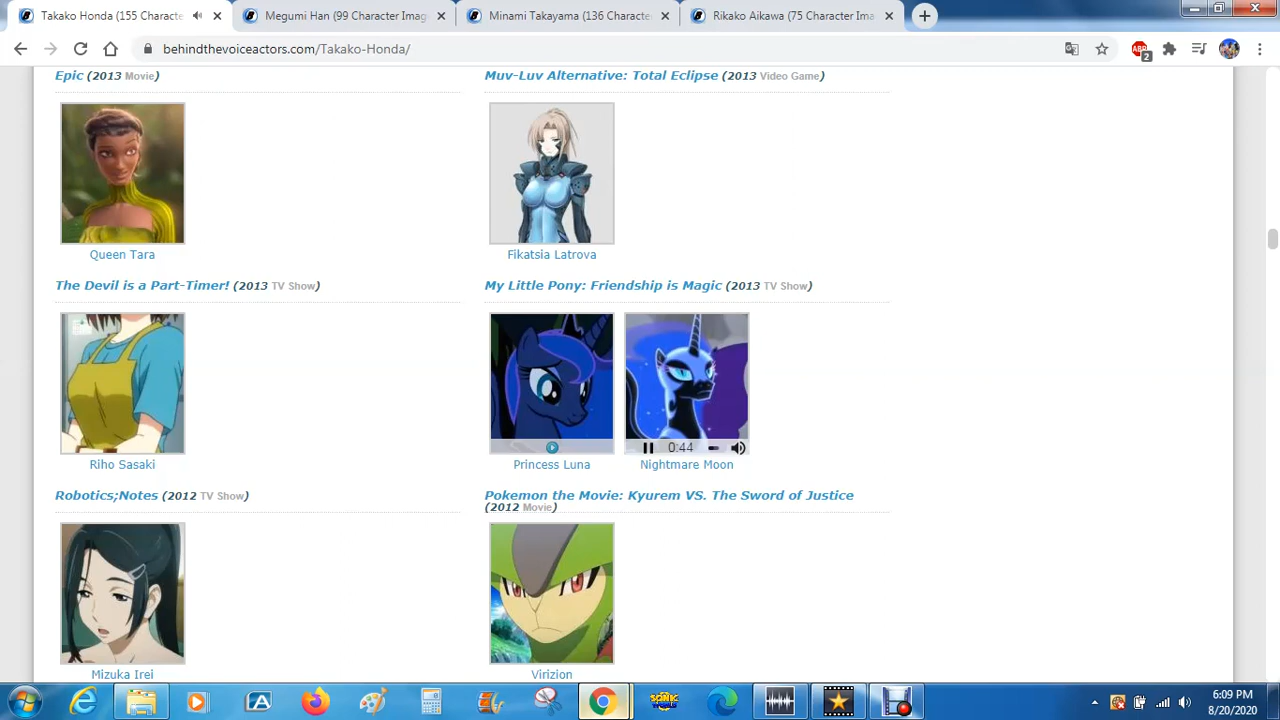 Takako Honda (155 Characte
Megumi Han (99 Character Imag
Minami Ta
a (136 Characte
Rikako Aikawa (75 Character Ima
behindthevoiceactors.com/Takako-Honda/
ABP
2
Epic (2013 Movie)
Muv-Luv Alternative: Total Eclipse (2013 Video Game)
Queen Tara
Fikatsia Latrova
The Devil is a Part-Timer! (2013 TV Show)
My Little Pony: Friendship is Magic (2013 TV Show)
0:44
Riho Sasaki
Princess Luna
Nightmare Moon
Robotics;Notes (2012 TV Show)
Pokemon the Movie: Kyurem VS. The Sword of Justice
(2012 Movie)
Mizuka Irei
Virizion
6:09 PM
8/20/2020